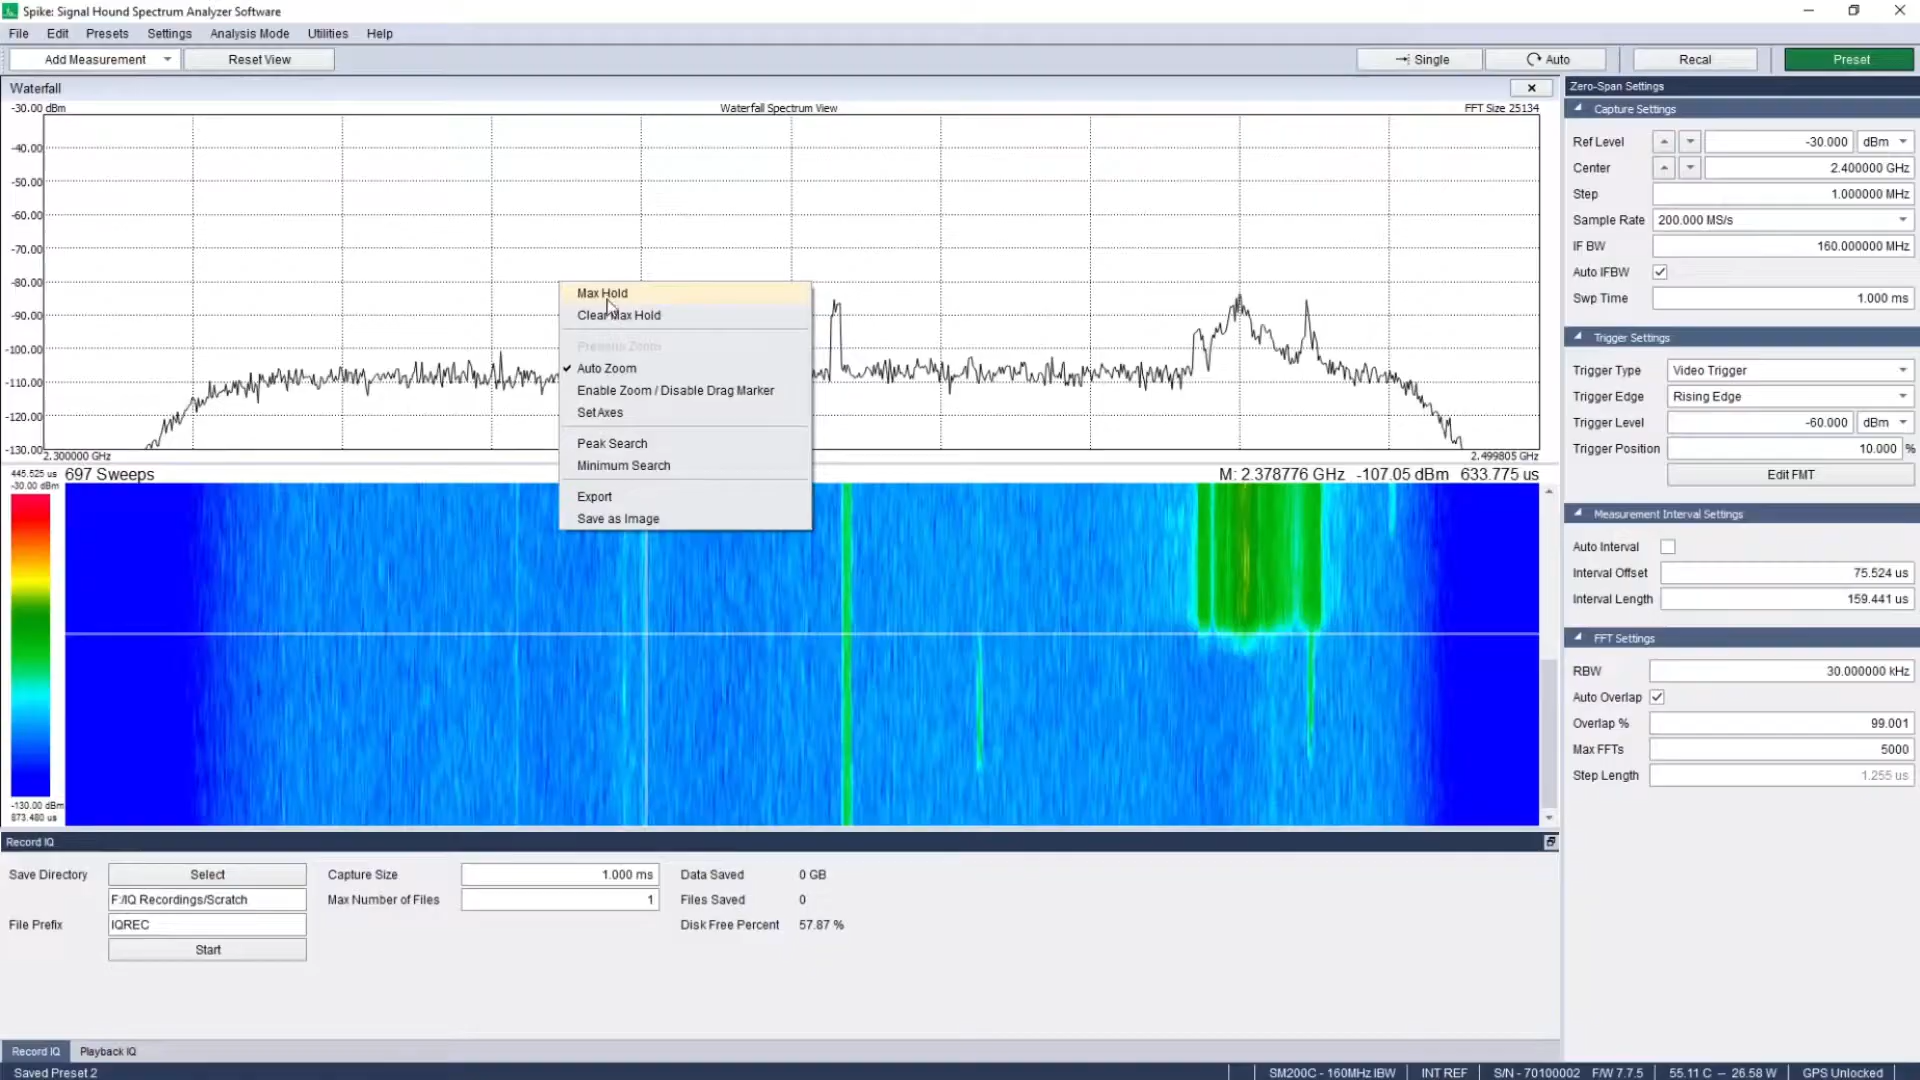 Spike: Signal Hound Spectrum Analyzer Software
File Edit Presets Settings Analysis Mode Utilities Help
Add Measurement Reset View Single Auto Recal Preset
Waterfall
-30.00 dBm Waterfall Spectrum View FFT Size 25134
-40.00
-50.00
-60.00
-70.00
-80.00
-90.00
-100.00
-110.00
-120.00
-130.00
2.300000 GHz 2.499805 GHz
Max Hold
Clear Max Hold
Previous Zoom
Auto Zoom
Enable Zoom / Disable Drag Marker
Set Axes
Peak Search
Minimum Search
Export
Save as Image
445.525 us 697 Sweeps M: 2.378776 GHz -107.05 dBm 633.775 us
-30.00 dBm
-130.00 dBm
873.480 us
Zero-Span Settings
Capture Settings
Ref Level -30.000 dBm
Center 2.400000 GHz
Step 1.000000 MHz
Sample Rate 200.000 MS/s
IF BW 160.000000 MHz
Auto IFBW
Swp Time 1.000 ms
Trigger Settings
Trigger Type Video Trigger
Trigger Edge Rising Edge
Trigger Level -60.000 dBm
Trigger Position 10.000 %
Edit FMT
Measurement Interval Settings
Auto Interval
Interval Offset 75.524 us
Interval Length 159.441 us
FFT Settings
RBW 30.000000 kHz
Auto Overlap
Overlap % 99.001
Max FFTs 5000
Step Length 1.255 us
Record IQ
Save Directory Select Capture Size 1.000 ms Data Saved 0 GB
F:/IQ Recordings/Scratch Max Number of Files 1 Files Saved 0
File Prefix IQREC Disk Free Percent 57.87 %
Start
Record IQ Playback IQ
Saved Preset 2 SM200C - 160MHz IBW INT REF S/N - 70100002 F/W 7.7.5 55.11 C -- 26.58 W GPS Unlocked